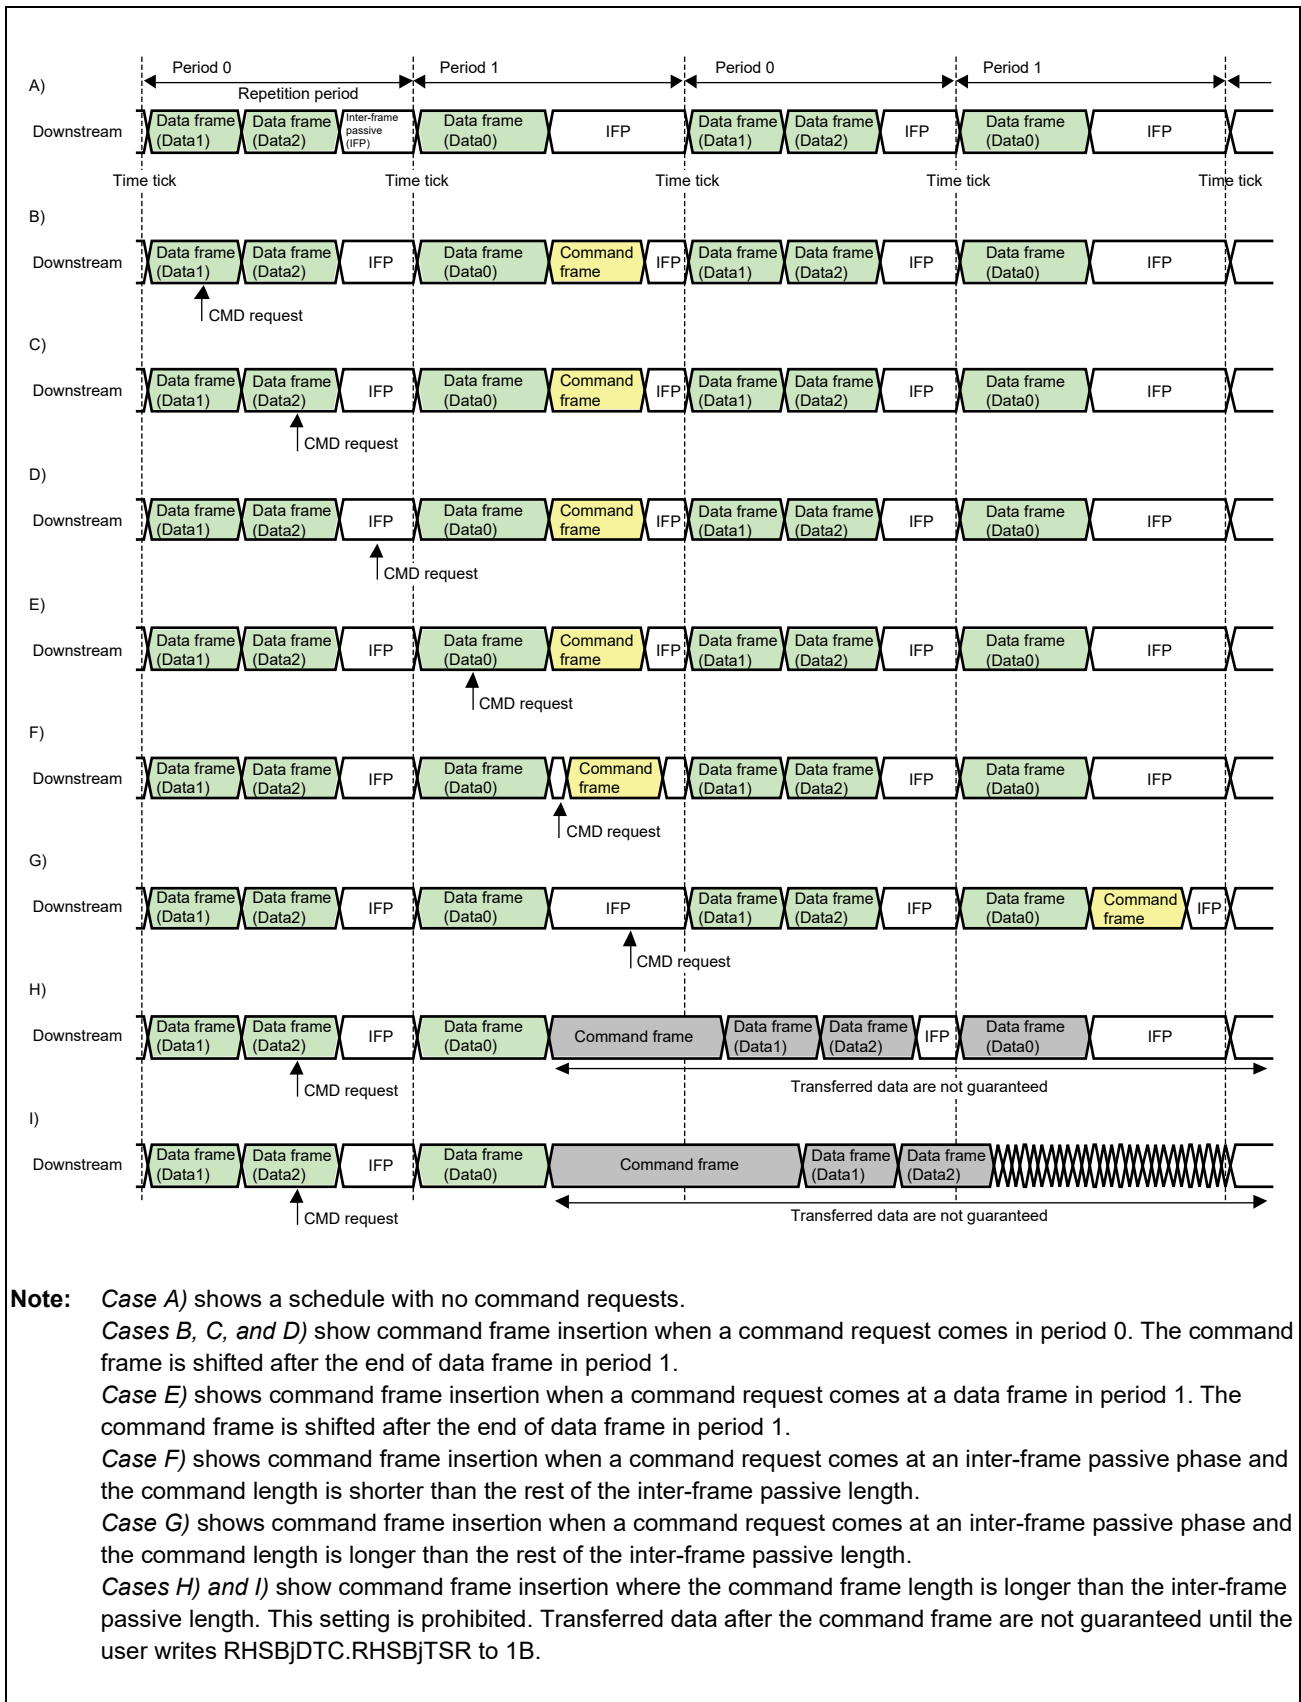 Period 0
Period 1
Period 0
Period 1
A)
Repetition period
Downstream
Data frame
(Data1)
Data frame
(Data2)
Inter-frame
passive
(IFP)
Data frame
(Data0)
IFP
Data frame
(Data1)
Data frame
(Data2)
IFP
Data frame
(Data0)
IFP
Time tick
Time tick
Time tick
Time tick
Time tick
B)
Downstream
Data frame
(Data1)
Data frame
(Data2)
IFP
Data frame
(Data0)
Command
frame
IFP
Data frame
(Data1)
Data frame
(Data2)
IFP
Data frame
(Data0)
IFP
CMD request
C)
Downstream
Data frame
(Data1)
Data frame
(Data2)
IFP
Data frame
(Data0)
Command
frame
IFP
Data frame
(Data1)
Data frame
(Data2)
IFP
Data frame
(Data0)
IFP
CMD request
D)
Downstream
Data frame
(Data1)
Data frame
(Data2)
IFP
Data frame
(Data0)
Command
frame
IFP
Data frame
(Data1)
Data frame
(Data2)
IFP
Data frame
(Data0)
IFP
CMD request
E)
Downstream
Data frame
(Data1)
Data frame
(Data2)
IFP
Data frame
(Data0)
Command
frame
IFP
Data frame
(Data1)
Data frame
(Data2)
IFP
Data frame
(Data0)
IFP
CMD request
F)
Downstream
Data frame
(Data1)
Data frame
(Data2)
IFP
Data frame
(Data0)
Command
frame
Data frame
(Data1)
Data frame
(Data2)
IFP
Data frame
(Data0)
IFP
CMD request
G)
Downstream
Data frame
(Data1)
Data frame
(Data2)
IFP
Data frame
(Data0)
IFP
Data frame
(Data1)
Data frame
(Data2)
IFP
Data frame
(Data0)
Command
frame
IFP
CMD request
H)
Downstream
Data frame
(Data1)
Data frame
(Data2)
IFP
Data frame
(Data0)
Command frame
Data frame
(Data1)
Data frame
(Data2)
IFP
Data frame
(Data0)
IFP
CMD request
Transferred data are not guaranteed
I)
Downstream
Data frame
(Data1)
Data frame
(Data2)
IFP
Data frame
(Data0)
Command frame
Data frame
(Data1)
Data frame
(Data2)
CMD request
Transferred data are not guaranteed
Note: Case A) shows a schedule with no command requests.
Cases B, C, and D) show command frame insertion when a command request comes in period 0. The command
frame is shifted after the end of data frame in period 1.
Case E) shows command frame insertion when a command request comes at a data frame in period 1. The
command frame is shifted after the end of data frame in period 1.
Case F) shows command frame insertion when a command request comes at an inter-frame passive phase and
the command length is shorter than the rest of the inter-frame passive length.
Case G) shows command frame insertion when a command request comes at an inter-frame passive phase and
the command length is longer than the rest of the inter-frame passive length.
Cases H) and I) show command frame insertion where the command frame length is longer than the inter-frame
passive length. This setting is prohibited. Transferred data after the command frame are not guaranteed until the
user writes RHSBjDTC.RHSBjTSR to 1B.